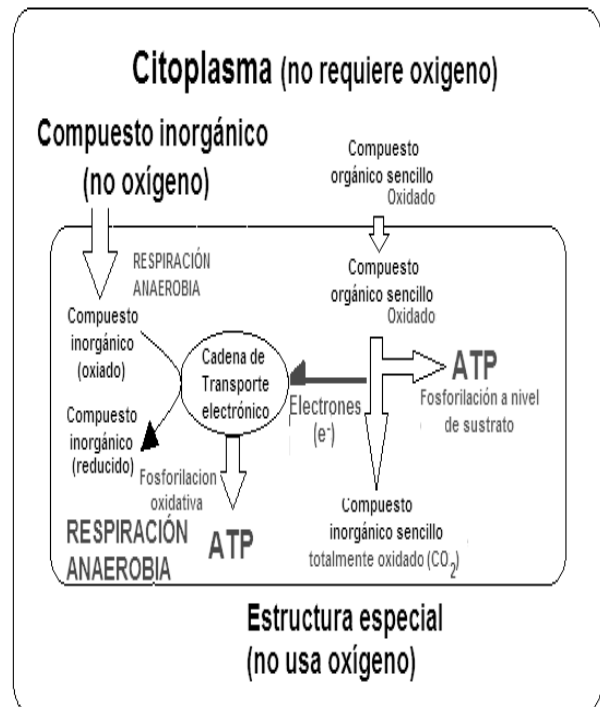 Citoplasma (no requiere oxigeno)
Compuesto inorgánico
(no oxígeno)
Compuesto
orgánico sencillo
Oxidado
RESPIRACIÓN
ANAEROBIA
Compuesto
orgánico sencillo
Oxidado
Compuesto
inorgánico
(oxiado)
Cadena de
Transporte
electrónico
Electrones
(e-)
ATP
Fosforilación a nivel
de sustrato
Compuesto
inorgánico
(reducido)
Fosforilacion
oxidativa
ATP
RESPIRACIÓN
ANAEROBIA
Compuesto
inorgánico sencillo
totalmente oxidado (CO2)
Estructura especial
(no usa oxígeno)